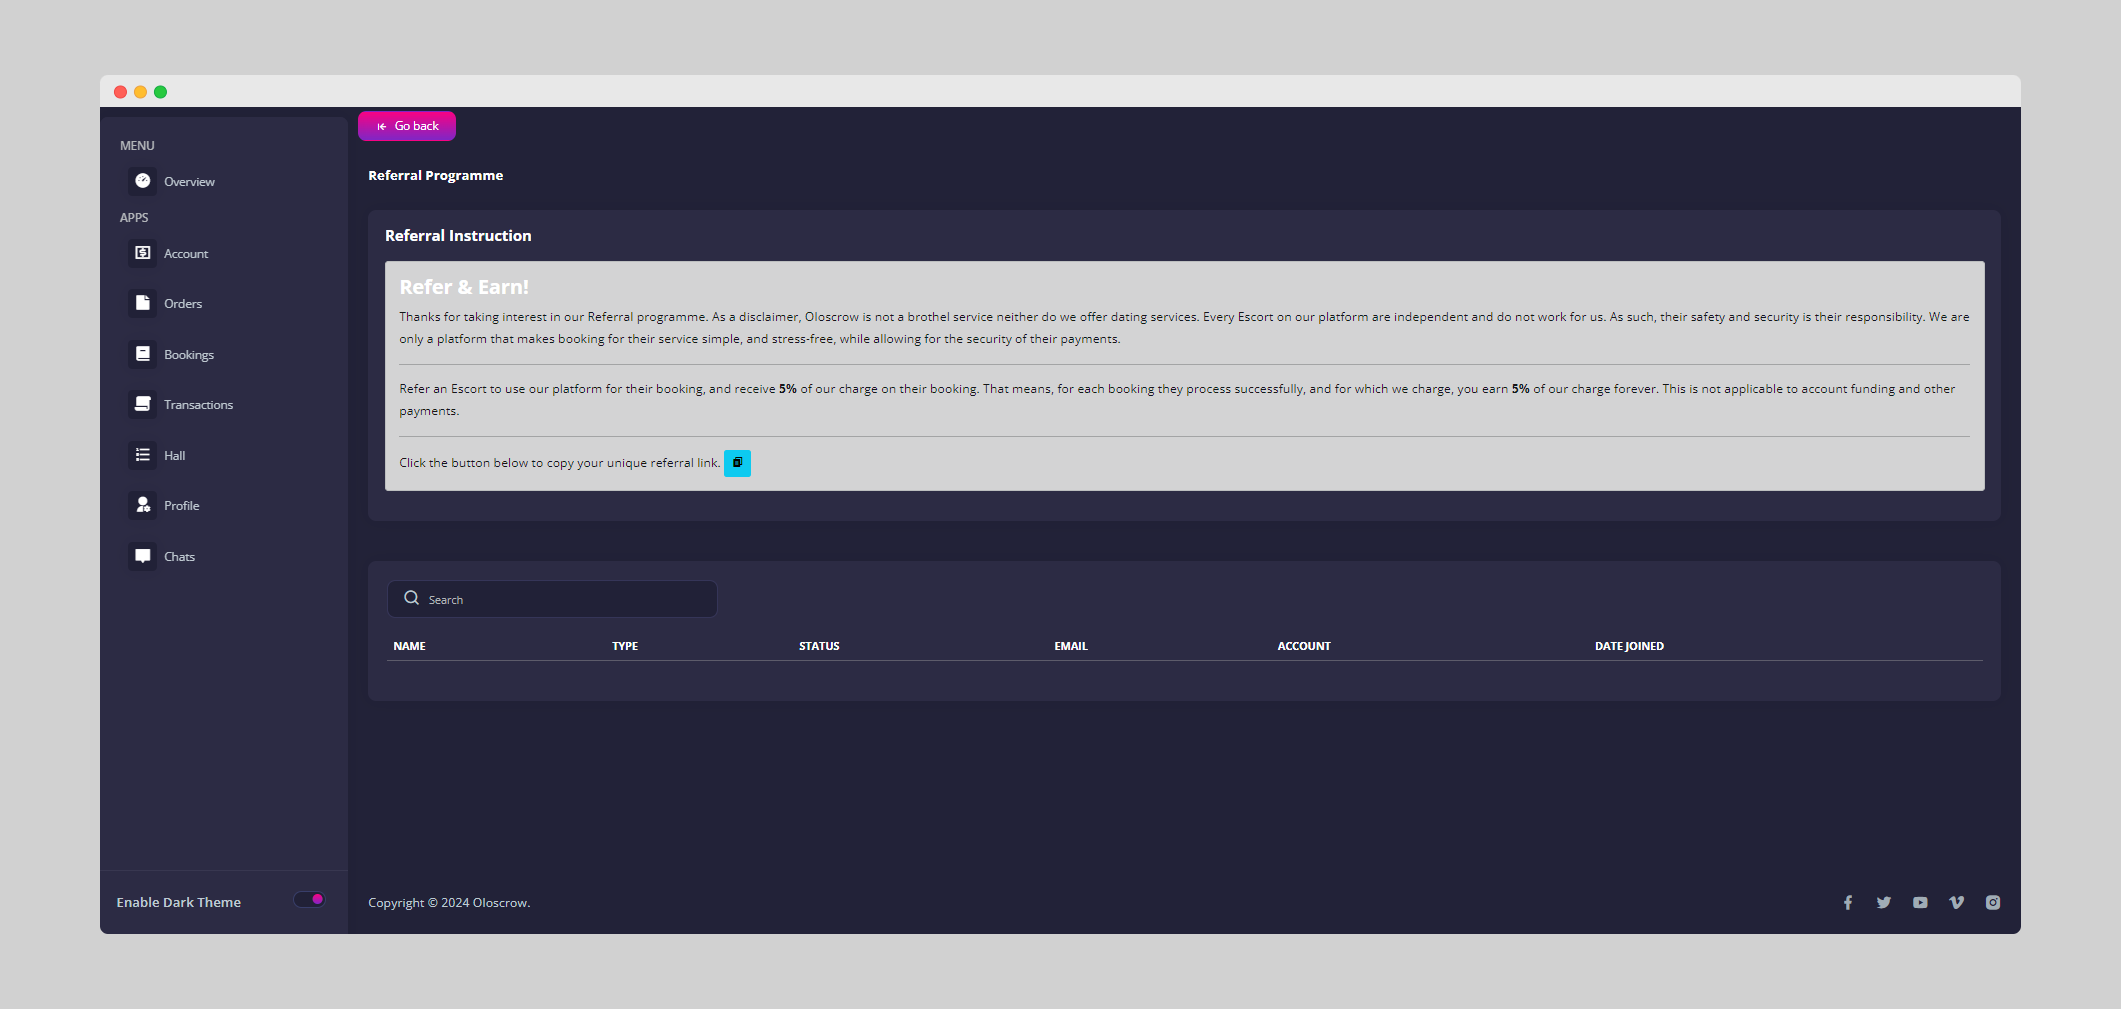 Go back
MENU
Overview
APPS
Account
Orders
Bookings
Transactions
Hall
Profile
Chats
Enable Dark Theme
Referral Programme
Referral Instruction
Refer & Earn!
Thanks for taking interest in our Referral programme. As a disclaimer, Oloscrow is not a brothel service neither do we offer dating services. Every Escort on our platform are independent and do not work for us. As such, their safety and security is their responsibility. We are
only a platform that makes booking for their service simple, and stress-free, while allowing for the security of their payments.
Refer an Escort to use our platform for their booking, and receive 5% of our charge on their booking. That means, for each booking they process successfully, and for which we charge, you earn 5% of our charge forever. This is not applicable to account funding and other
payments.
Click the button below to copy your unique referral link.
Search
NAME TYPE STATUS EMAIL ACCOUNT DATE JOINED
Copyright © 2024 Oloscrow.